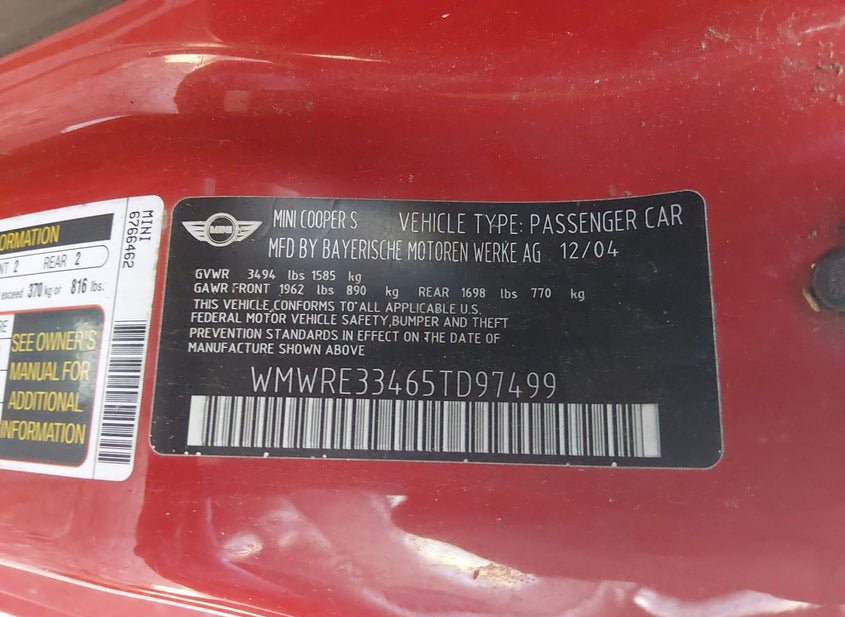 MINI
6766462
ORMATION
NT 2 REAR 2
exceed 370 kg or 816 lbs.
RE
SEE OWNER'S
MANUAL FOR
ADDITIONAL
INFORMATION
MINI
MINI COOPER S VEHICLE TYPE: PASSENGER CAR
MFD BY BAYERISCHE MOTOREN WERKE AG 12/04
GVWR 3494 lbs 1585 kg
GAWR FRONT 1962 lbs 890 kg REAR 1698 lbs 770 kg
THIS VEHICLE CONFORMS TO ALL APPLICABLE U.S.
FEDERAL MOTOR VEHICLE SAFETY,BUMPER AND THEFT
PREVENTION STANDARDS IN EFFECT ON THE DATE OF
MANUFACTURE SHOWN ABOVE
WMWRE33465TD97499